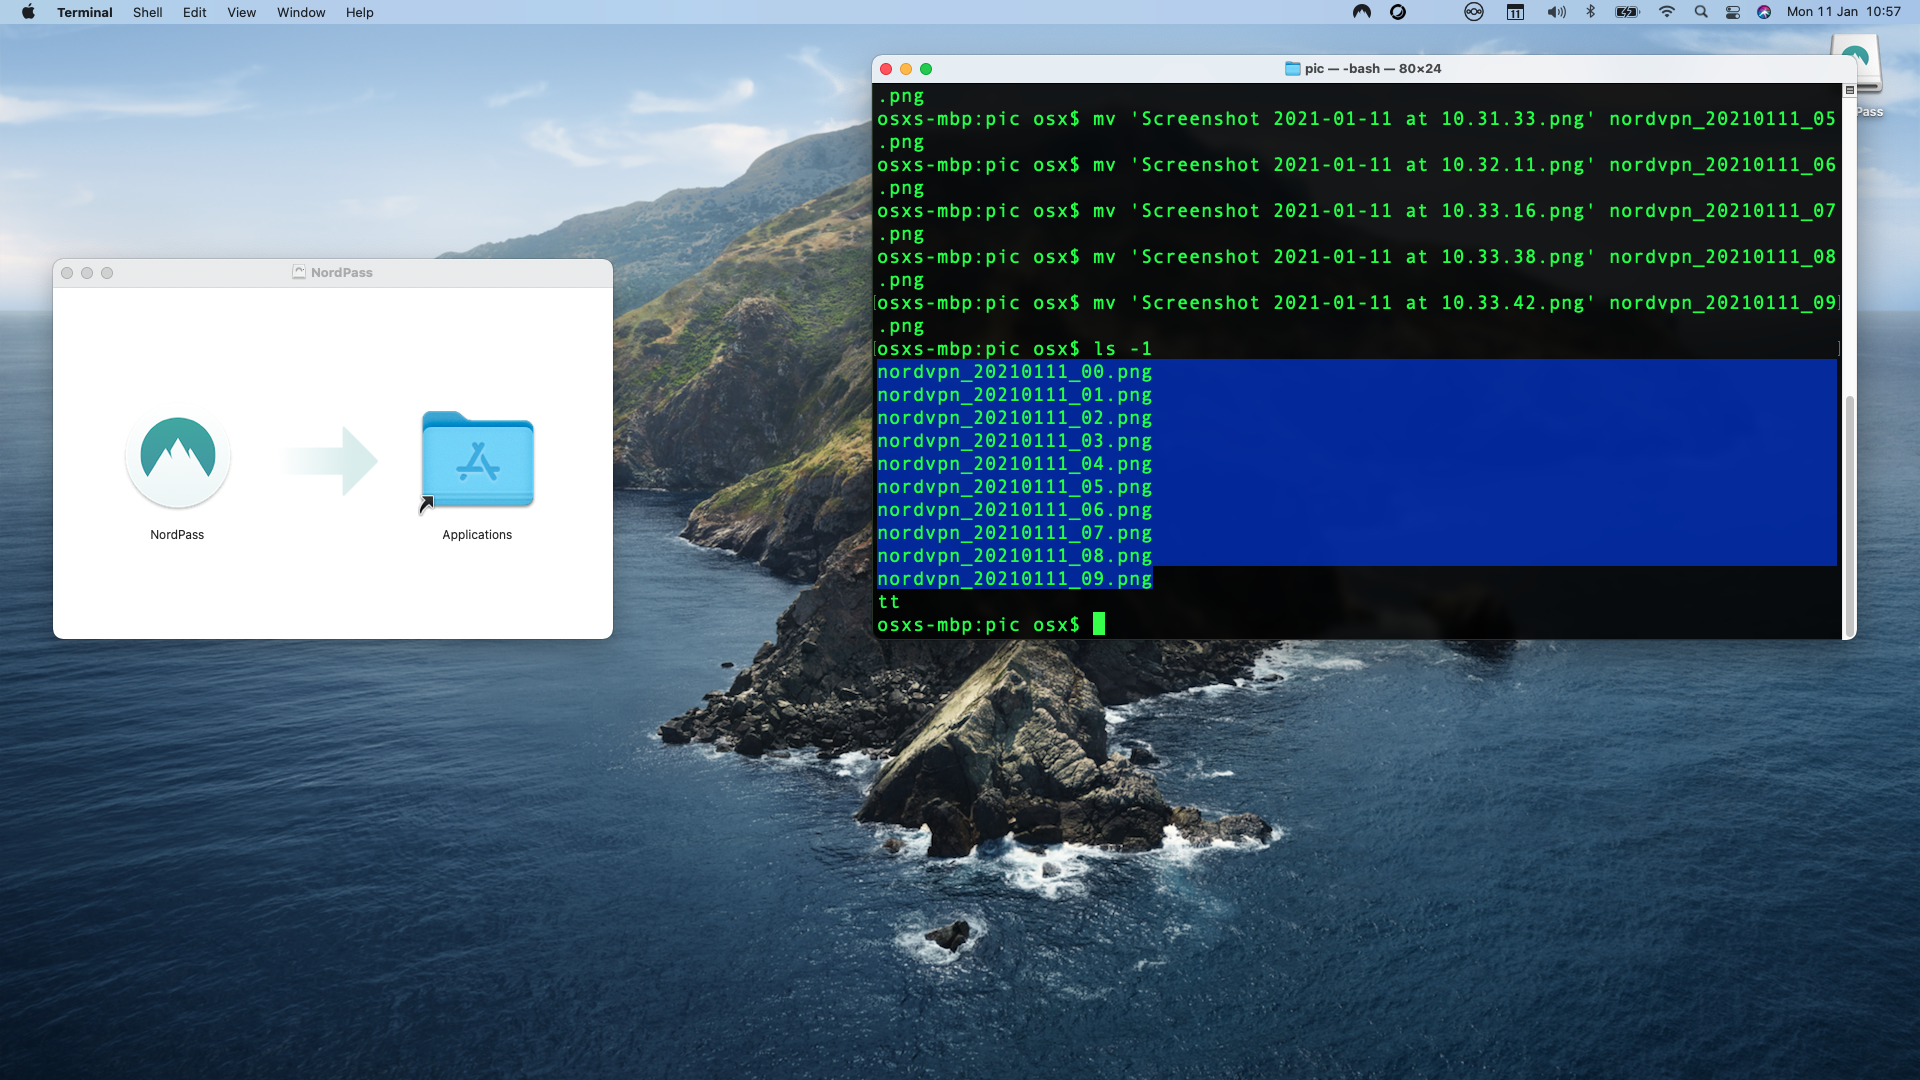 Terminal Shell Edit View Window Help
11 Mon 11 Jan 10:57
pic — -bash — 80×24
Pass
.png
osxs-mbp:pic osx$ mv 'Screenshot 2021-01-11 at 10.31.33.png' nordvpn_20210111_05
.png
osxs-mbp:pic osx$ mv 'Screenshot 2021-01-11 at 10.32.11.png' nordvpn_20210111_06
.png
osxs-mbp:pic osx$ mv 'Screenshot 2021-01-11 at 10.33.16.png' nordvpn_20210111_07
.png
osxs-mbp:pic osx$ mv 'Screenshot 2021-01-11 at 10.33.38.png' nordvpn_20210111_08
.png
[osxs-mbp:pic osx$ mv 'Screenshot 2021-01-11 at 10.33.42.png' nordvpn_20210111_09]
.png
[osxs-mbp:pic osx$ ls -1 ]
nordvpn_20210111_00.png
nordvpn_20210111_01.png
nordvpn_20210111_02.png
nordvpn_20210111_03.png
nordvpn_20210111_04.png
nordvpn_20210111_05.png
nordvpn_20210111_06.png
nordvpn_20210111_07.png
nordvpn_20210111_08.png
nordvpn_20210111_09.png
tt
osxs-mbp:pic osx$
NordPass
NordPass
Applications